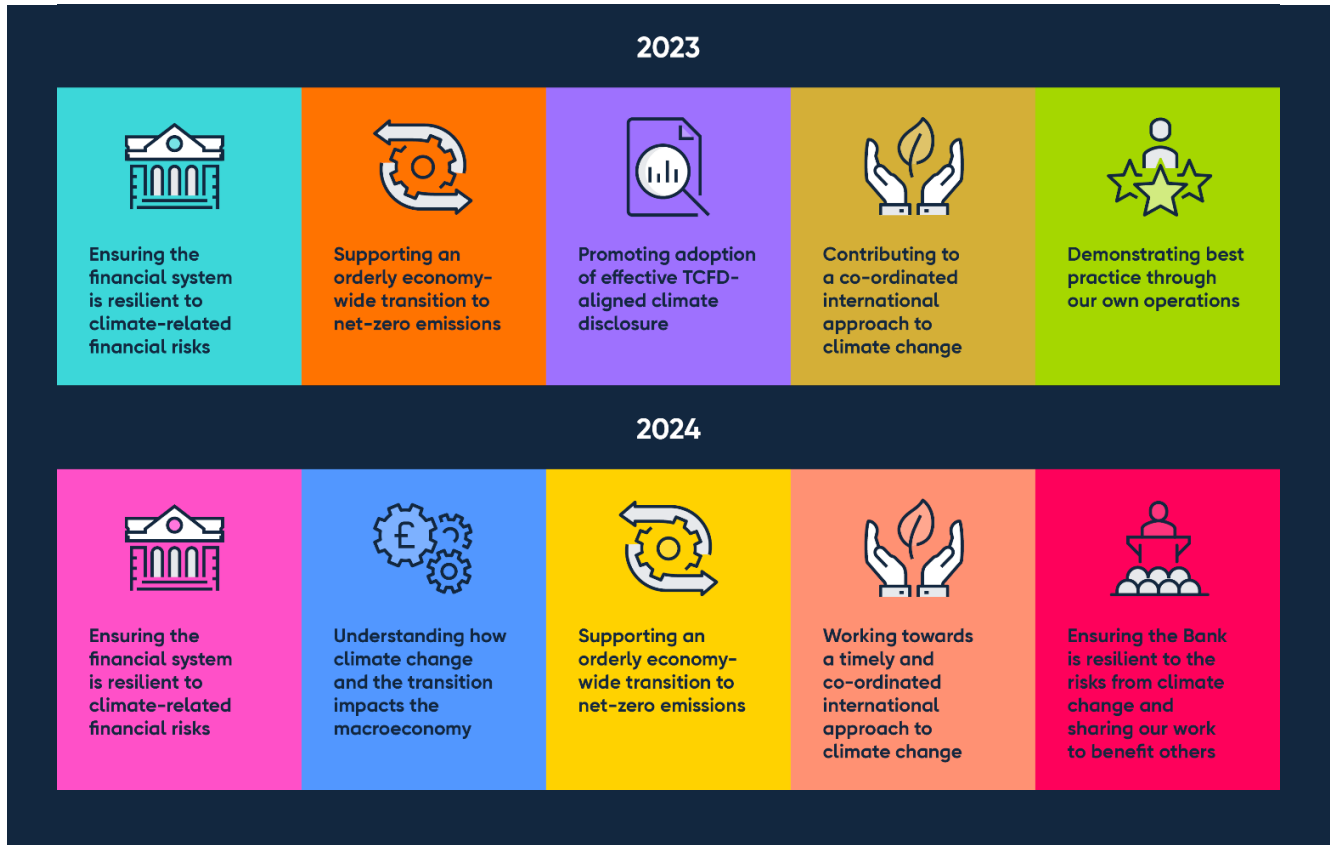 2023
Ensuring the
financial system
is resilient to
climate-related
financial risks
Supporting an
orderly economy-
wide transition to
net-zero emissions
Promoting adoption
of effective TCFD-
aligned climate
disclosure
Contributing to
a co-ordinated
international
approach to
climate change
Demonstrating best
practice through
our own operations
2024
Ensuring the
financial system
is resilient to
climate-related
financial risks
£
Understanding how
climate change
and the transition
impacts the
macroeconomy
Supporting an
orderly economy-
wide transition to
net-zero emissions
Working towards
a timely and
co-ordinated
international
approach to
climate change
Ensuring the Bank
is resilient to the
risks from climate
change and
sharing our work
to benefit others